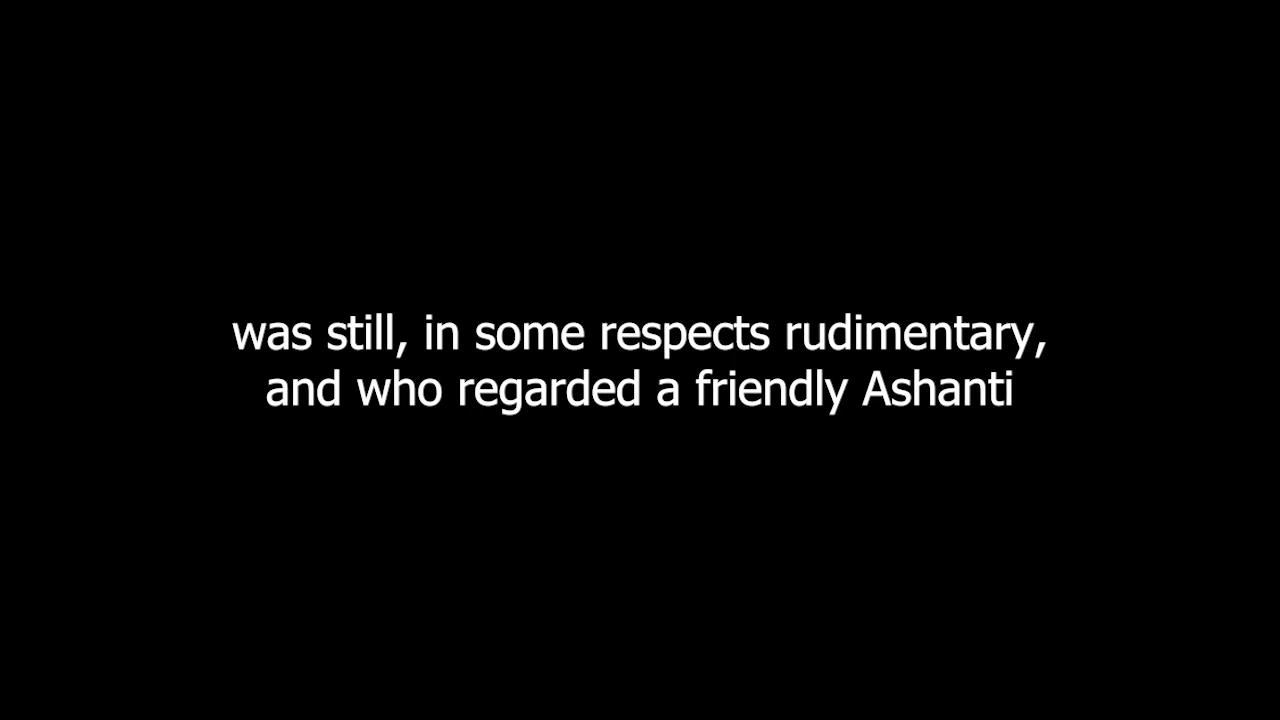 was still, in some respects rudimentary,
and who regarded a friendly Ashanti